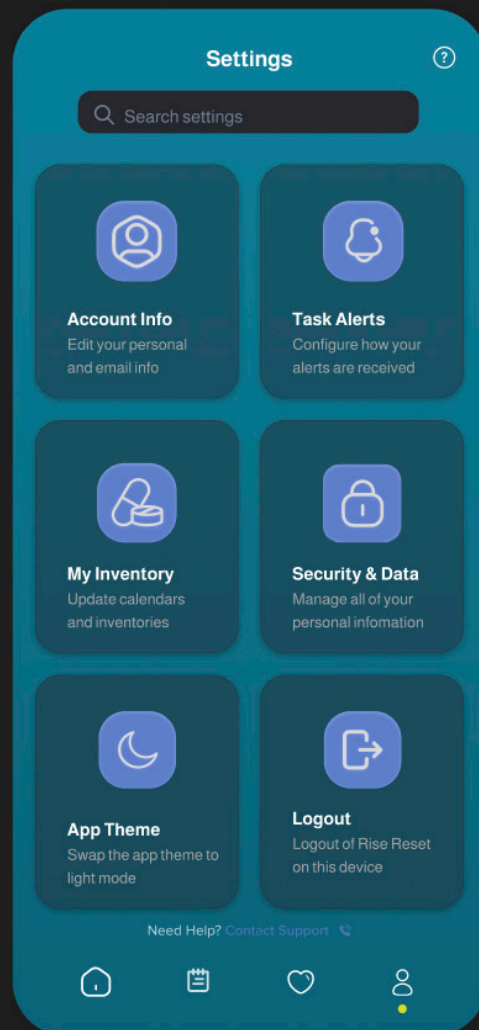 Settings
Search settings
Account Info
Edit your personal
and email info
Task Alerts
Configure how your
alerts are received
My Inventory
Update calendars
and inventories
Security & Data
Manage all of your
personal infomation
App Theme
Swap the app theme to
light mode
Logout
Logout of Rise Reset
on this device
Need Help? Contact Support